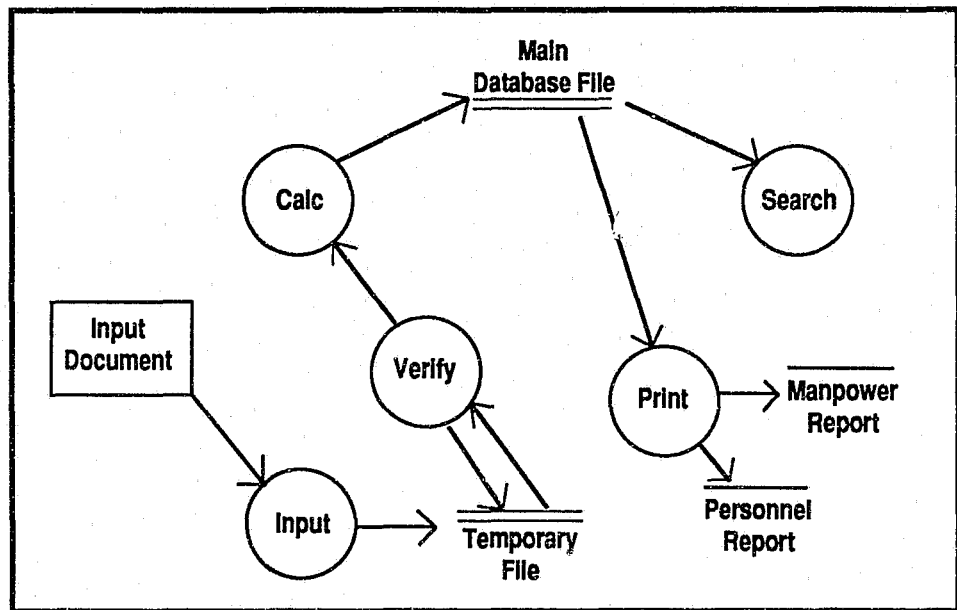 Main
Database File
Calc
Search
Input
Document
Verify
Print
Manpower
Report
Input
Temporary
File
Personnel
Report